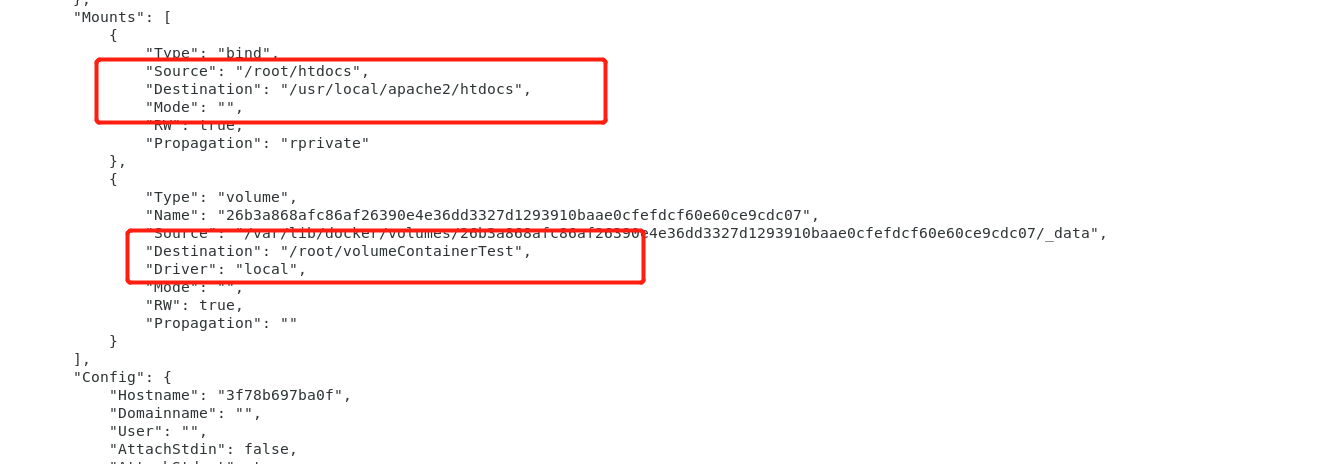 },
"Mounts": [
{
"Type": "bind",
"Source": "/root/htdocs",
"Destination": "/usr/local/apache2/htdocs",
"Mode": "",
"RW": true,
"Propagation": "rprivate"
},
{
"Type": "volume",
"Name": "26b3a868afc86af26390e4e36dd3327d1293910baae0cfefdcf60e60ce9cdc07",
"Source": "/var/lib/docker/volumes/26b3a868afc86af26390e4e36dd3327d1293910baae0cfefdcf60e60ce9cdc07/_data",
"Destination": "/root/volumeContainerTest",
"Driver": "local",
"Mode": "",
"RW": true,
"Propagation": ""
}
],
"Config": {
"Hostname": "3f78b697ba0f",
"Domainname": "",
"User": "",
"AttachStdin": false,